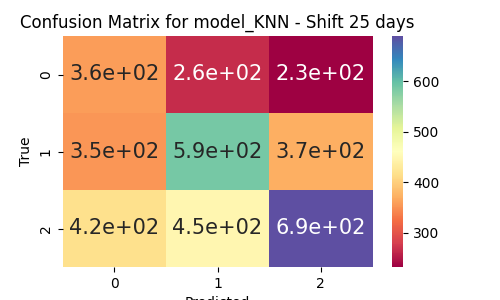 Confusion Matrix for model_KNN - Shift 25 days
0 3.6e+02 2.6e+02 2.3e+02
1 3.5e+02 5.9e+02 3.7e+02
2 4.2e+02 4.5e+02 6.9e+02
True
0 1 2
Predicted
600
500
400
300